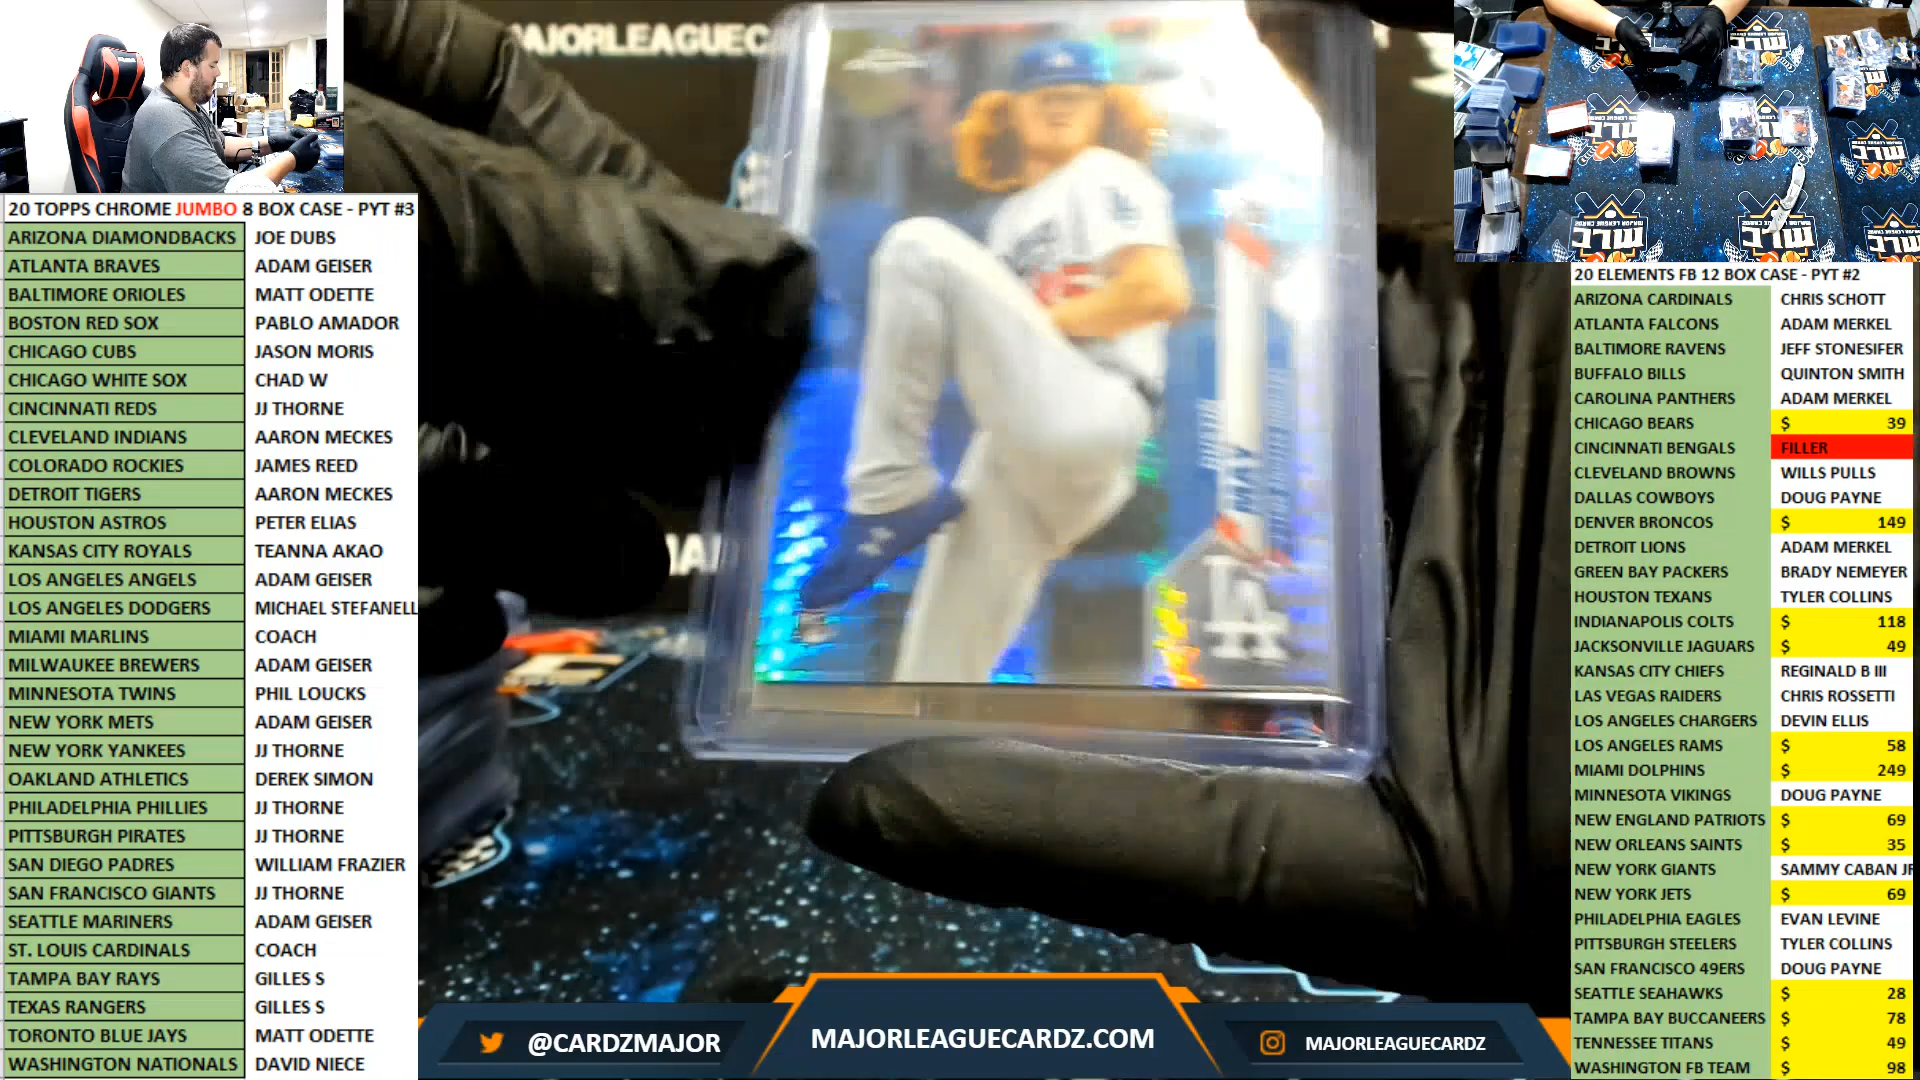 MAJORLEAGUEC
20 TOPPS CHROME JUMBO 8 BOX CASE - PYT #3
ARIZONA DIAMONDBACKS JOE DUBS
ATLANTA BRAVES ADAM GEISER
BALTIMORE ORIOLES MATT ODETTE
BOSTON RED SOX PABLO AMADOR
CHICAGO CUBS JASON MORIS
CHICAGO WHITE SOX CHAD W
CINCINNATI REDS JJ THORNE
CLEVELAND INDIANS AARON MECKES
COLORADO ROCKIES JAMES REED
DETROIT TIGERS AARON MECKES
HOUSTON ASTROS PETER ELIAS
KANSAS CITY ROYALS TEANNA AKAO
LOS ANGELES ANGELS ADAM GEISER
LOS ANGELES DODGERS MICHAEL STEFANELL
MIAMI MARLINS COACH
MILWAUKEE BREWERS ADAM GEISER
MINNESOTA TWINS PHIL LOUCKS
NEW YORK METS ADAM GEISER
NEW YORK YANKEES JJ THORNE
OAKLAND ATHLETICS DEREK SIMON
PHILADELPHIA PHILLIES JJ THORNE
PITTSBURGH PIRATES JJ THORNE
SAN DIEGO PADRES WILLIAM FRAZIER
SAN FRANCISCO GIANTS JJ THORNE
SEATTLE MARINERS ADAM GEISER
ST. LOUIS CARDINALS COACH
TAMPA BAY RAYS GILLES S
TEXAS RANGERS GILLES S
TORONTO BLUE JAYS MATT ODETTE
WASHINGTON NATIONALS DAVID NIECE
LA
@CARDZMAJOR
MAJORLEAGUECARDZ.COM
MAJORLEAGUECARDZ
20 ELEMENTS FB 12 BOX CASE - PYT #2
ARIZONA CARDINALS CHRIS SCHOTT
ATLANTA FALCONS ADAM MERKEL
BALTIMORE RAVENS JEFF STONESIFER
BUFFALO BILLS QUINTON SMITH
CAROLINA PANTHERS ADAM MERKEL
CHICAGO BEARS $ 39
CINCINNATI BENGALS FILLER
CLEVELAND BROWNS WILLS PULLS
DALLAS COWBOYS DOUG PAYNE
DENVER BRONCOS $ 149
DETROIT LIONS ADAM MERKEL
GREEN BAY PACKERS BRADY NEMEYER
HOUSTON TEXANS TYLER COLLINS
INDIANAPOLIS COLTS $ 118
JACKSONVILLE JAGUARS $ 49
KANSAS CITY CHIEFS REGINALD B III
LAS VEGAS RAIDERS CHRIS ROSSETTI
LOS ANGELES CHARGERS DEVIN ELLIS
LOS ANGELES RAMS $ 58
MIAMI DOLPHINS $ 249
MINNESOTA VIKINGS DOUG PAYNE
NEW ENGLAND PATRIOTS $ 69
NEW ORLEANS SAINTS $ 35
NEW YORK GIANTS SAMMY CABAN JR
NEW YORK JETS $ 69
PHILADELPHIA EAGLES EVAN LEVINE
PITTSBURGH STEELERS TYLER COLLINS
SAN FRANCISCO 49ERS DOUG PAYNE
SEATTLE SEAHAWKS $ 28
TAMPA BAY BUCCANEERS $ 78
TENNESSEE TITANS $ 49
WASHINGTON FB TEAM $ 98